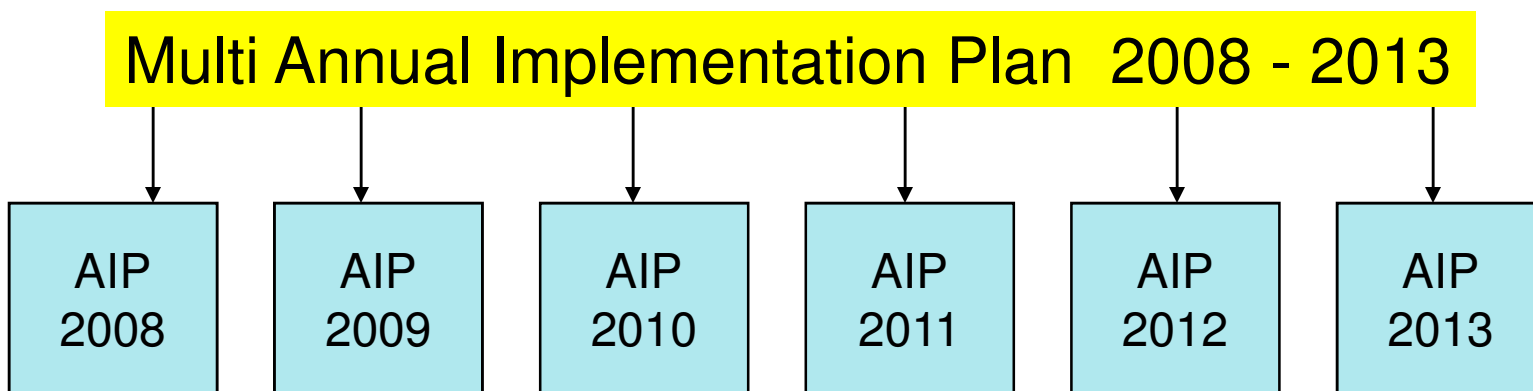 Multi Annual Implementation Plan 2008 - 2013
AIP
2008
AIP
2009
AIP
2010
AIP
2011
AIP
2012
AIP
2013